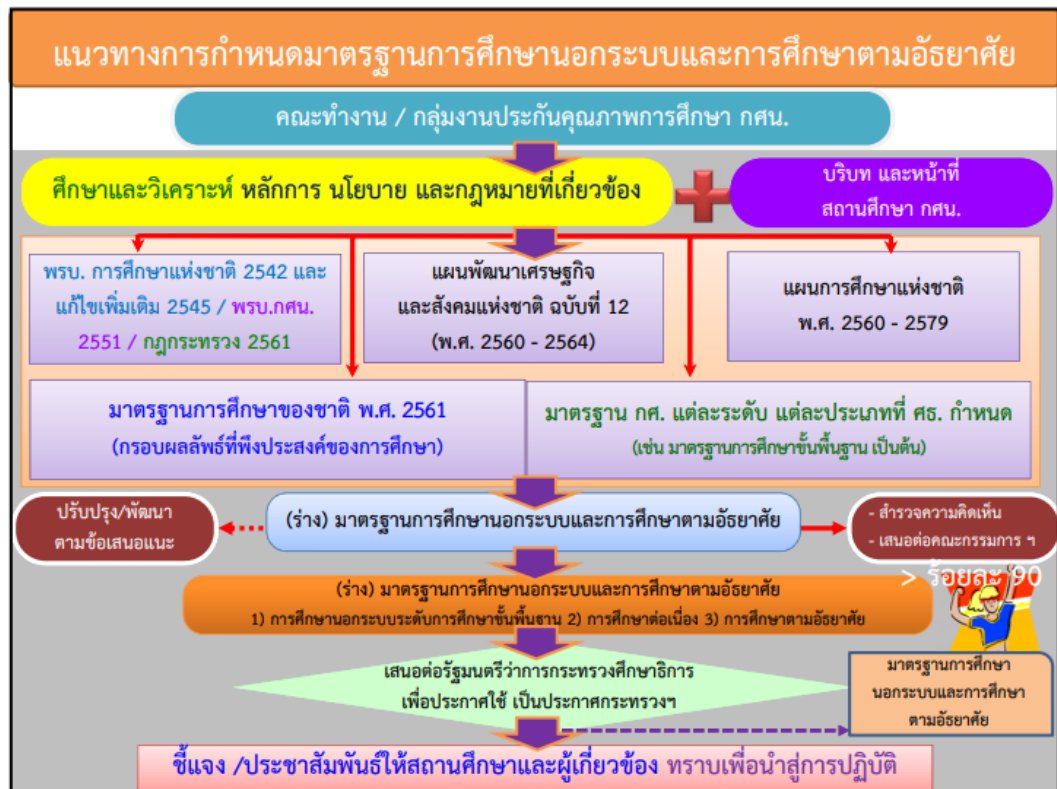 แนวทางการกำหนดมาตรฐานการศึกษานอกระบบและการศึกษาตามอัธยาศัย
คณะทำงาน / กลุ่มงานประกันคุณภาพการศึกษา กศน.
ศึกษาและวิเคราะห์ หลักการ นโยบาย และกฎหมายที่เกี่ยวข้อง
บริบท และหน้าที่
สถานศึกษา กศน.
พรบ. การศึกษาแห่งชาติ 2542 และ
แก้ไขเพิ่มเติม 2545 / พรบ.กศน.
2551 / กฎกระทรวง 2561
แผนพัฒนาเศรษฐกิจ
และสังคมแห่งชาติ ฉบับที่ 12
(พ.ศ. 2560 - 2564)
แผนการศึกษาแห่งชาติ
พ.ศ. 2560 - 2579
มาตรฐานการศึกษาของชาติ พ.ศ. 2561
(กรอบผลลัพธ์ที่พึงประสงค์ของการศึกษา)
มาตรฐาน กศ. แต่ละระดับ แต่ละประเภทที่ ศธ. กำหนด
(เช่น มาตรฐานการศึกษาขั้นพื้นฐาน เป็นต้น)
ปรับปรุง/พัฒนา
ตามข้อเสนอแนะ
(ร่าง) มาตรฐานการศึกษานอกระบบและการศึกษาตามอัธยาศัย
- สำรวจความคิดเห็น
- เสนอต่อคณะกรรมการ ฯ
> ร้อยละ 90
(ร่าง) มาตรฐานการศึกษานอกระบบและการศึกษาตามอัธยาศัย
1) การศึกษานอกระบบระดับการศึกษาขั้นพื้นฐาน 2) การศึกษาต่อเนื่อง 3) การศึกษาตามอัธยาศัย
เสนอต่อรัฐมนตรีว่าการกระทรวงศึกษาธิการ
เพื่อประกาศใช้ เป็นประกาศกระทรวงฯ
มาตรฐานการศึกษา
นอกระบบและการศึกษา
ตามอัธยาศัย
ชี้แจง /ประชาสัมพันธ์ให้สถานศึกษาและผู้เกี่ยวข้อง ทราบเพื่อนำสู่การปฏิบัติ